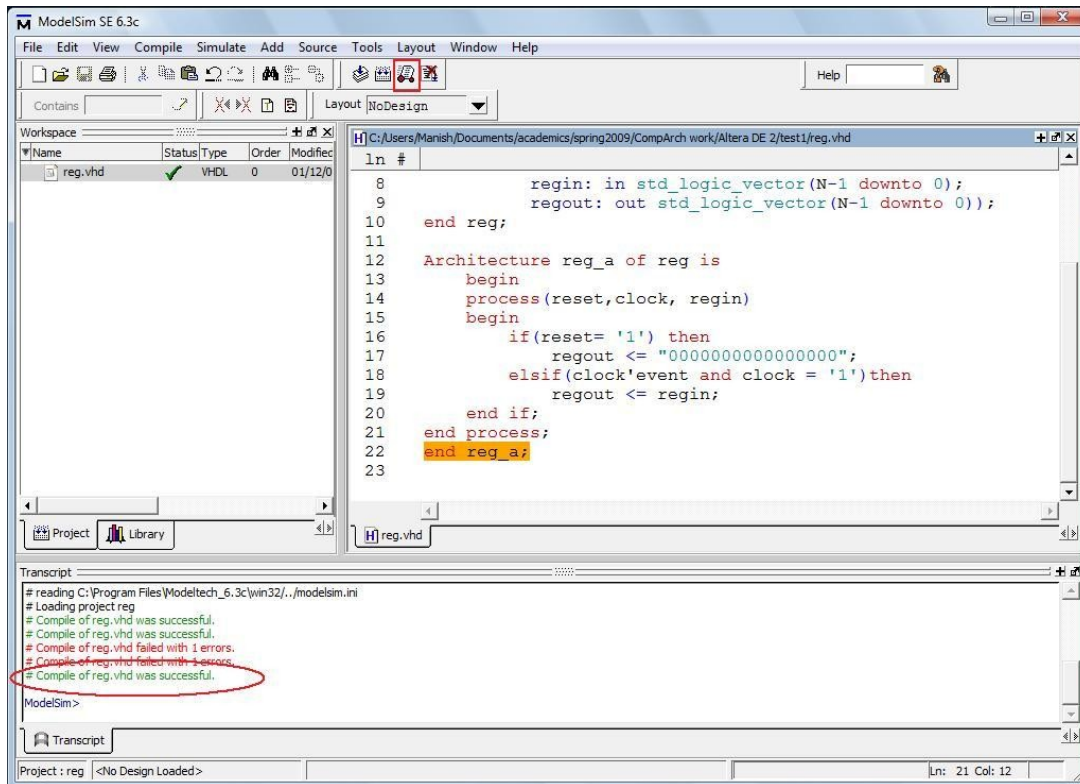 ModelSim SE 6.3c
File Edit View Compile Simulate Add Source Tools Layout Window Help
Help
Contains
Layout NoDesign
Workspace
Name Status Type Order Modified
reg.vhd VHDL 0 01/12/0
Project Library
C:/Users/Manish/Documents/academics/spring2009/CompArch work/Altera DE 2/test1/reg.vhd
ln #
8 regin: in std_logic_vector(N-1 downto 0);
9 regout: out std_logic_vector(N-1 downto 0));
10 end reg;
11
12 Architecture reg_a of reg is
13 begin
14 process(reset,clock, regin)
15 begin
16 if(reset= '1') then
17 regout <= "0000000000000000";
18 elsif(clock'event and clock = '1')then
19 regout <= regin;
20 end if;
21 end process;
22 end reg_a;
23
reg.vhd
Transcript
# reading C:\Program Files\Modeltech_6.3c\win32/../modelsim.ini
# Loading project reg
# Compile of reg.vhd was successful.
# Compile of reg.vhd was successful.
# Compile of reg.vhd failed with 1 errors.
# Compile of reg.vhd failed with 1 errors.
# Compile of reg.vhd was successful.
ModelSim>
Transcript
Project : reg <No Design Loaded> Ln: 21 Col: 12